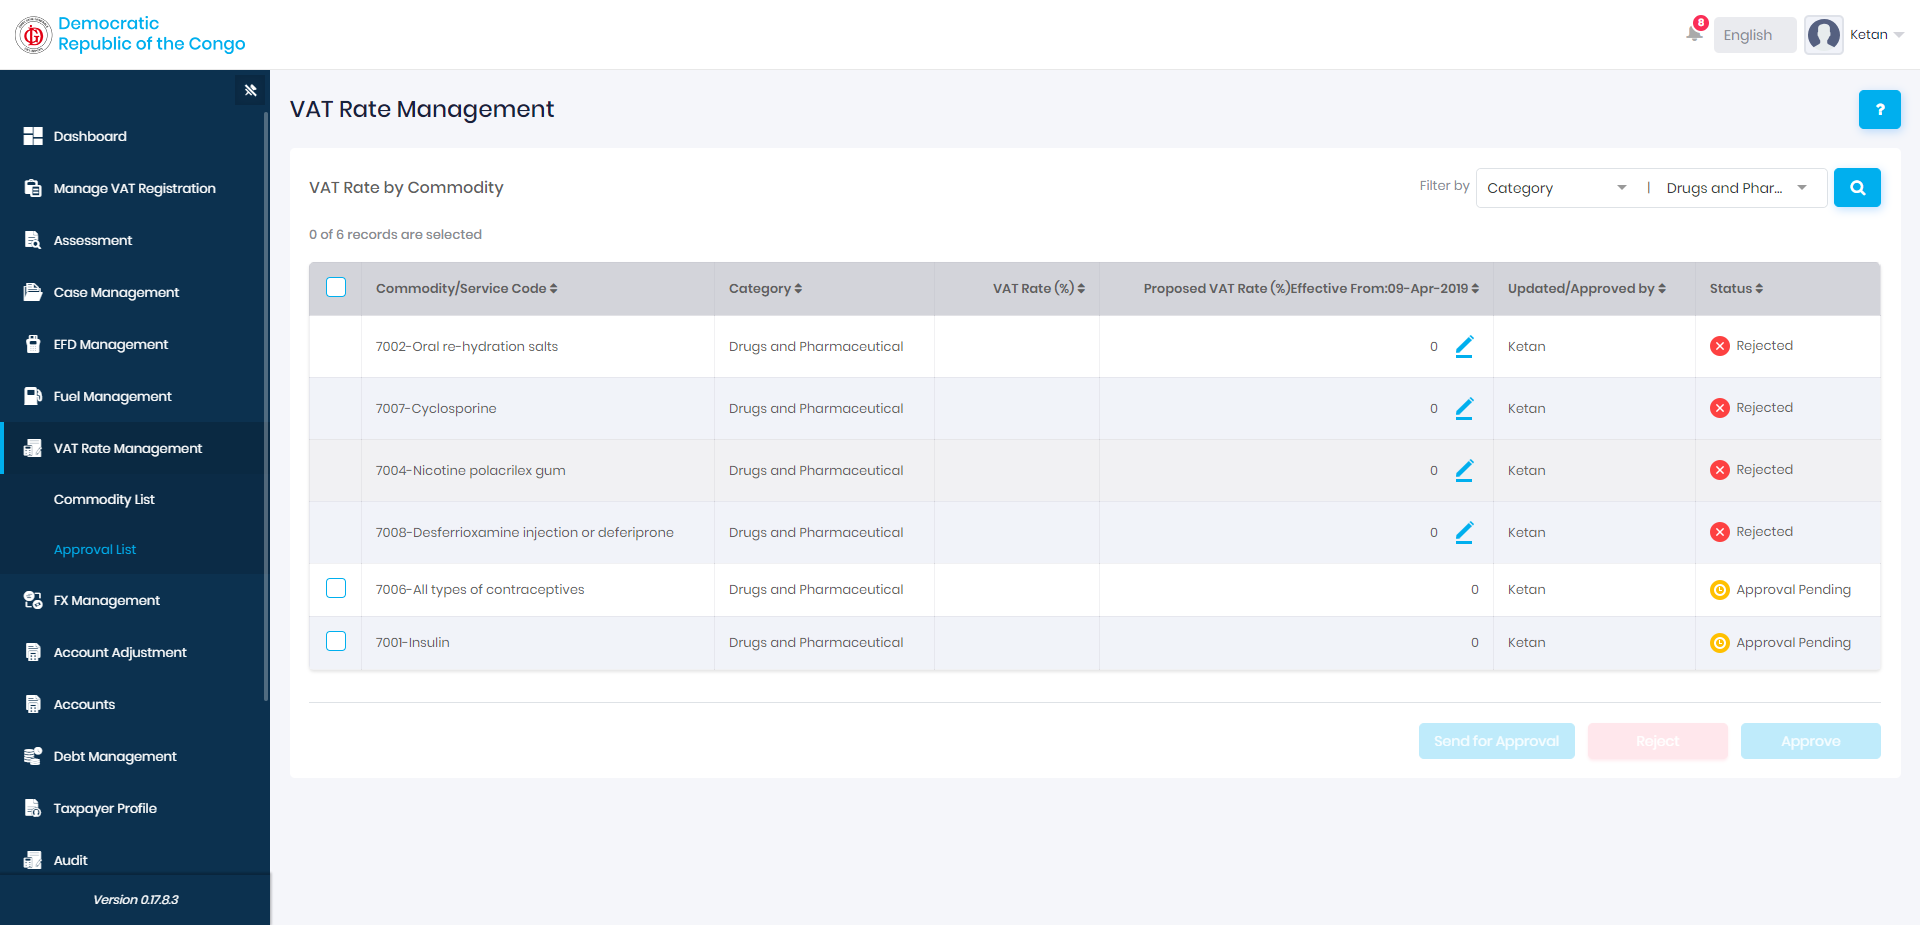 Democratic
Republic of the Congo
8
English
Ketan
Dashboard
Manage VAT Registration
Assessment
Case Management
EFD Management
Fuel Management
VAT Rate Management
Commodity List
Approval List
FX Management
Account Adjustment
Accounts
Debt Management
Taxpayer Profile
Audit
Version 0.17.8.3
VAT Rate Management
?
VAT Rate by Commodity
Filter by Category | Drugs and Phar...
0 of 6 records are selected
Commodity/Service Code Category VAT Rate (%) Proposed VAT Rate (%)Effective From:09-Apr-2019 Updated/Approved by Status
7002-Oral re-hydration salts Drugs and Pharmaceutical 0 Ketan Rejected
7007-Cyclosporine Drugs and Pharmaceutical 0 Ketan Rejected
7004-Nicotine polacrilex gum Drugs and Pharmaceutical 0 Ketan Rejected
7008-Desferrioxamine injection or deferiprone Drugs and Pharmaceutical 0 Ketan Rejected
7006-All types of contraceptives Drugs and Pharmaceutical 0 Ketan Approval Pending
7001-Insulin Drugs and Pharmaceutical 0 Ketan Approval Pending
Send for Approval Reject Approve